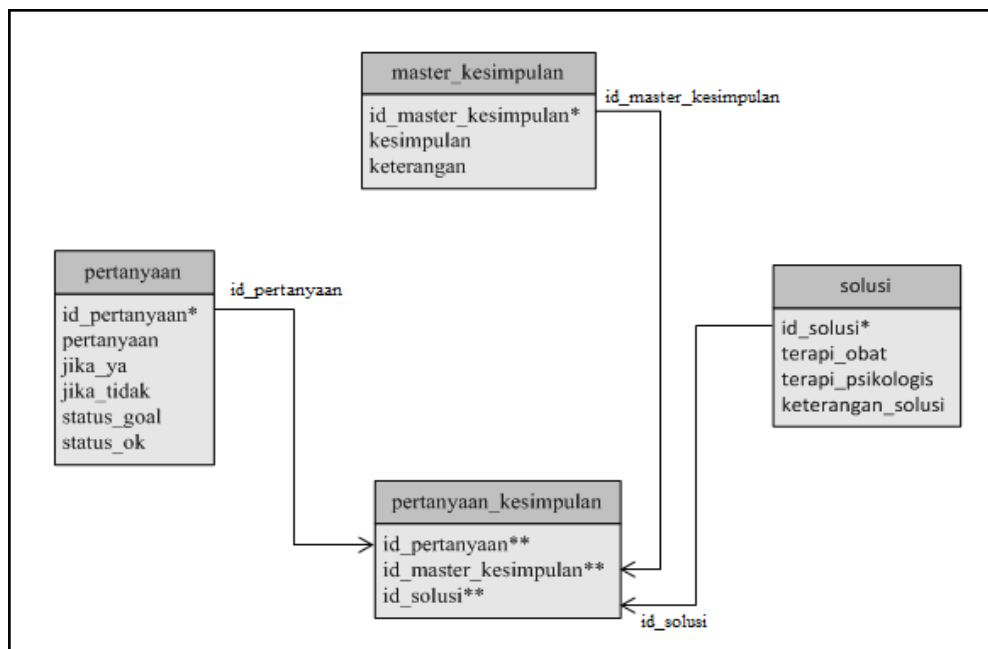 master_kesimpulan
id_master_kesimpulan*
kesimpulan
keterangan
id_master_kesimpulan
pertanyaan
id_pertanyaan*
pertanyaan
jika_ya
jika_tidak
status_goal
status_ok
id_pertanyaan
solusi
id_solusi*
terapi_obat
terapi_psikologis
keterangan_solusi
pertanyaan_kesimpulan
id_pertanyaan**
id_master_kesimpulan**
id_solusi**
id_solusi